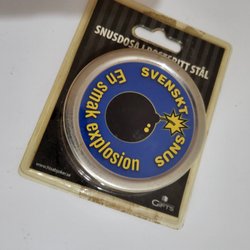 SNUSDOSA I ROSTFRITT STÅL
SVENSKT SNUS
En smak explosion
GIFTS